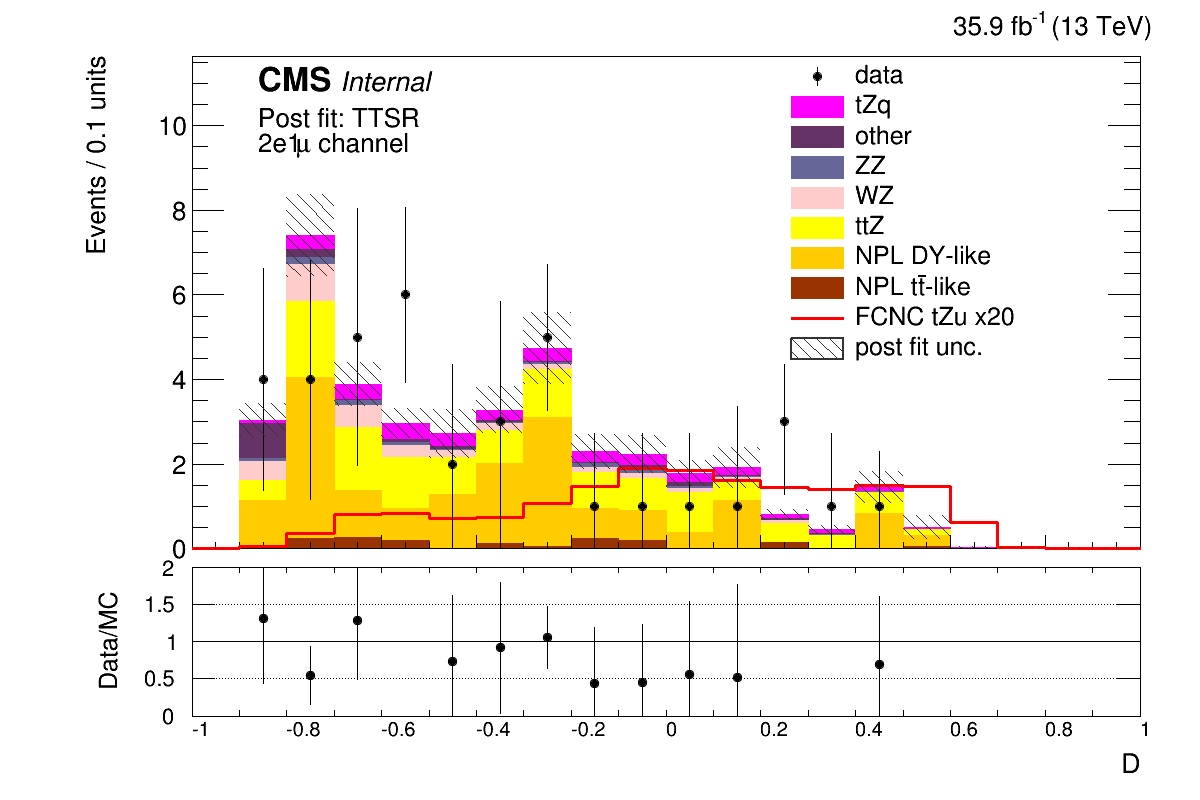 35.9 fb⁻¹ (13 TeV)
CMS Internal
Post fit: TTSR
2e1μ channel
data
tZq
other
ZZ
WZ
ttZ
NPL DY-like
NPL tt̄-like
FCNC tZu x20
post fit unc.
Events / 0.1 units
10
8
6
4
2
0
Data/MC
2
1.5
1
0.5
0
-1 -0.8 -0.6 -0.4 -0.2 0 0.2 0.4 0.6 0.8 1
D